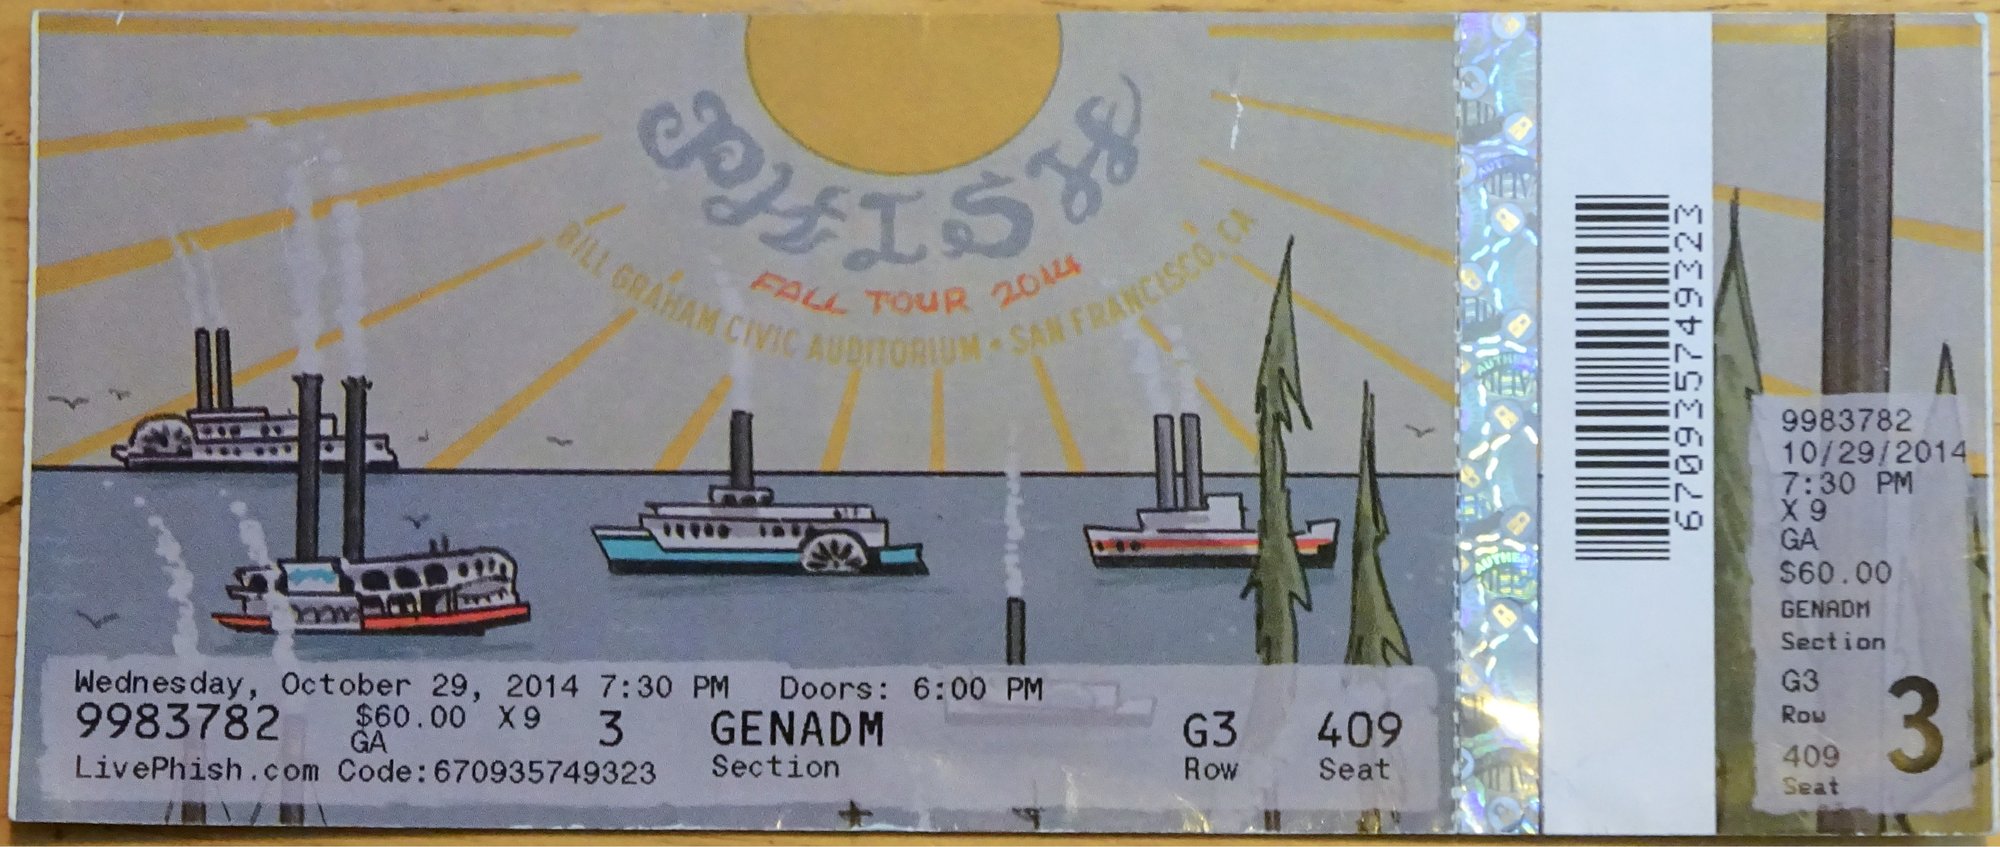 PHISH
FALL TOUR 2014
BILL GRAHAM CIVIC AUDITORIUM • SAN FRANCISCO, CA
Wednesday, October 29, 2014 7:30 PM Doors: 6:00 PM
9983782 $60.00 X9 3 GENADM G3 409
GA Section Row Seat
LivePhish.com Code:670935749323
670935749323
9983782
10/29/2014
7:30 PM
X 9
GA
$60.00
GENADM
Section
G3
Row
3
409
Seat